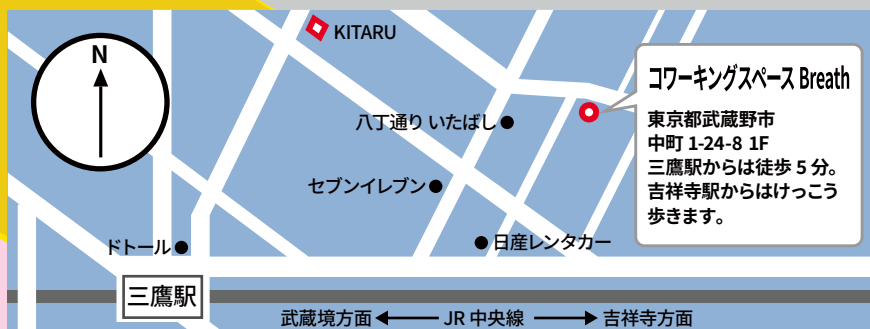 N
KITARU
コワーキングスペース Breath
東京都武蔵野市
中町 1-24-8 1F
三鷹駅からは徒歩 5 分。
吉祥寺駅からはけっこう
歩きます。
八丁通り いたばし
セブンイレブン
ドトール
日産レンタカー
三鷹駅
武蔵境方面 JR 中央線 吉祥寺方面